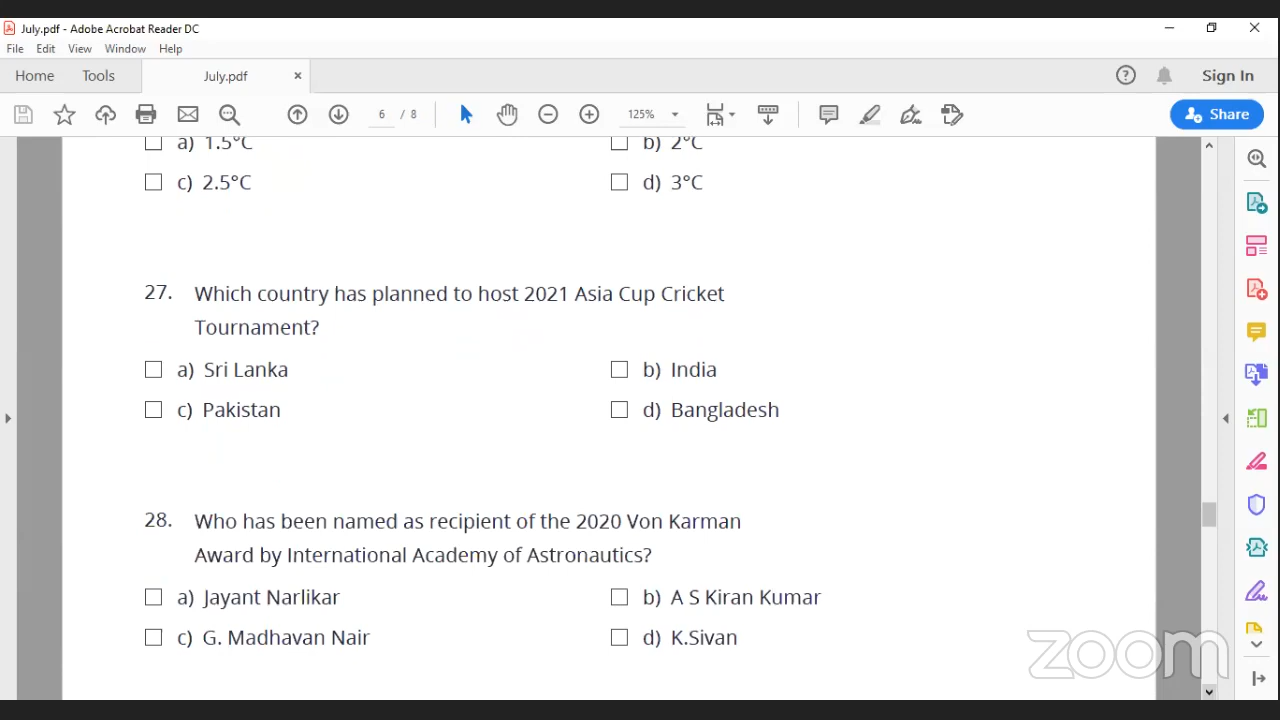 July.pdf - Adobe Acrobat Reader DC
File Edit View Window Help
Home Tools July.pdf × Sign In
6 / 8 125% Share
a) 1.5°C b) 2°C
c) 2.5°C d) 3°C
27. Which country has planned to host 2021 Asia Cup Cricket
Tournament?
a) Sri Lanka b) India
c) Pakistan d) Bangladesh
28. Who has been named as recipient of the 2020 Von Karman
Award by International Academy of Astronautics?
a) Jayant Narlikar b) A S Kiran Kumar
c) G. Madhavan Nair d) K.Sivan
zoom